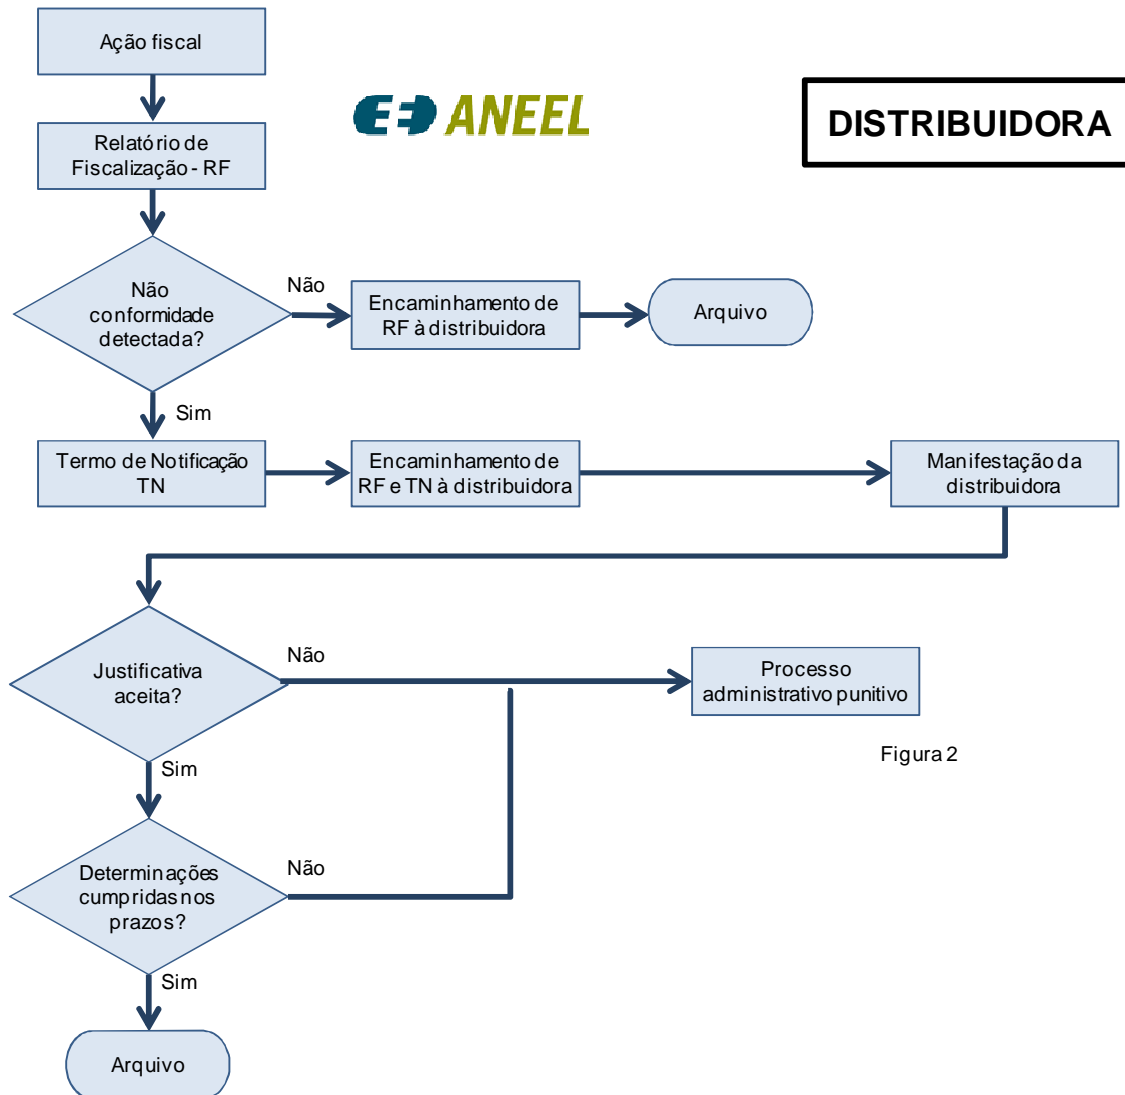 Ação fiscal
ANEEL
DISTRIBUIDORA
Relatório de
Fiscalização - RF
Não
conformidade
detectada?
Não
Encaminhamento de
RF à distribuidora
Arquivo
Sim
Termo de Notificação
TN
Encaminhamento de
RF e TN à distribuidora
Manifestação da
distribuidora
Justificativa
aceita?
Não
Processo
administrativo punitivo
Figura 2
Sim
Determinações
cumpridas nos
prazos?
Não
Sim
Arquivo